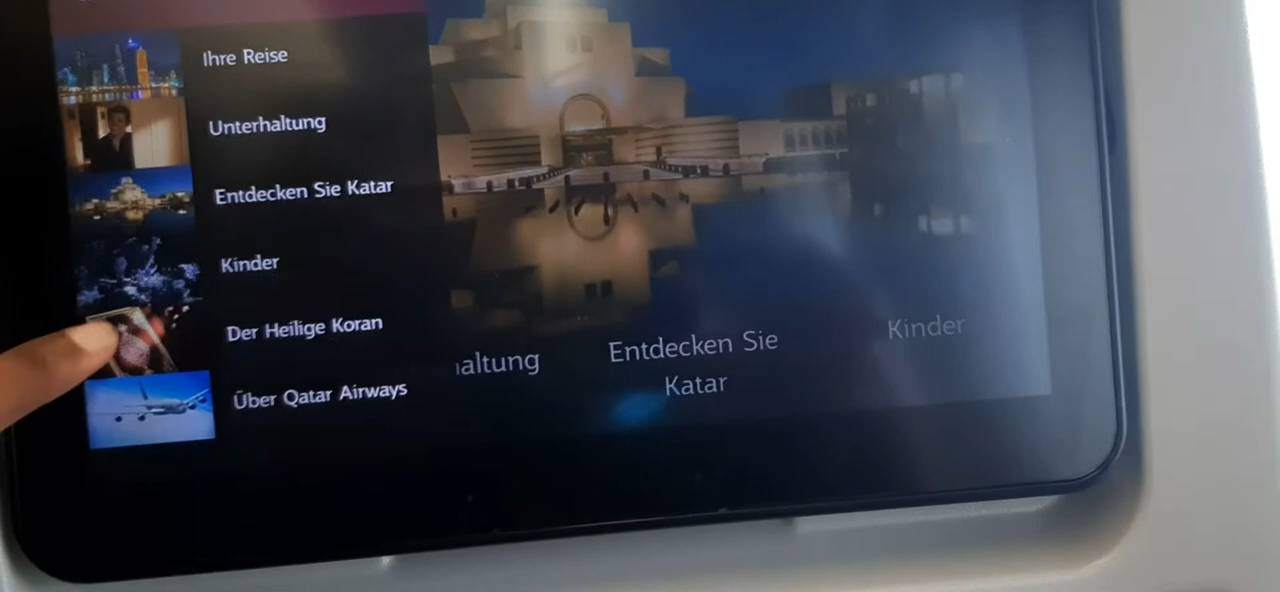 Ihre Reise
Unterhaltung
Entdecken Sie Katar
Kinder
Der Heilige Koran
Über Qatar Airways
haltung
Entdecken Sie
Katar
Kinder